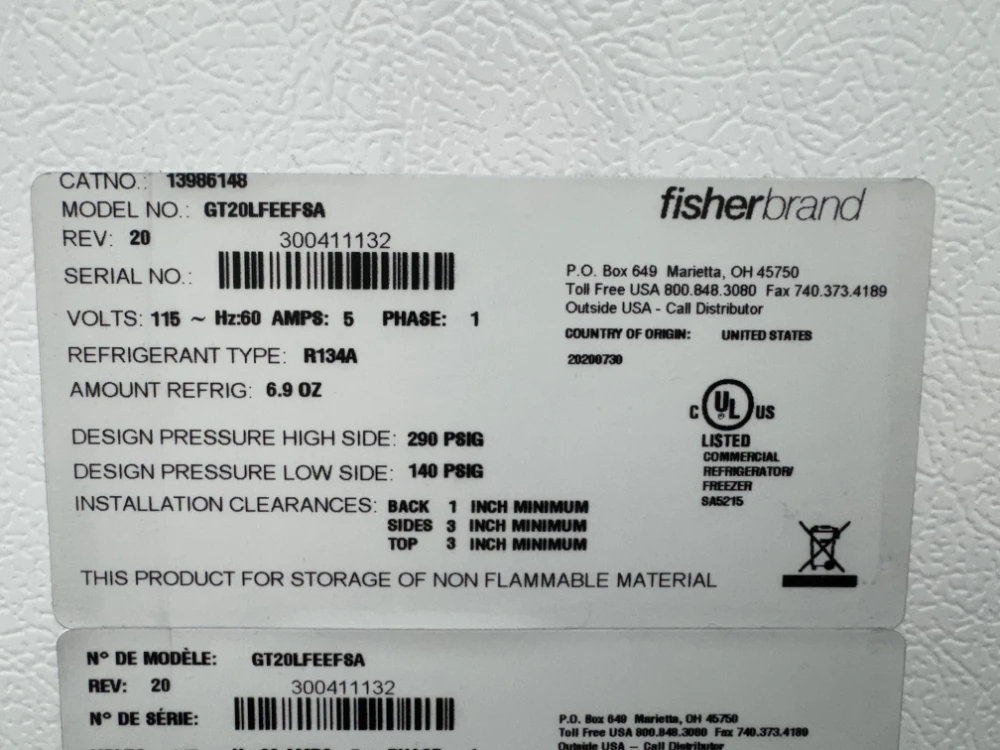 CATNO.: 13986148
MODEL NO.: GT20LFEEFSA
REV: 20
300411132
SERIAL NO.:
VOLTS: 115 ~ Hz:60 AMPS: 5 PHASE: 1
REFRIGERANT TYPE: R134A
AMOUNT REFRIG: 6.9 OZ
DESIGN PRESSURE HIGH SIDE: 290 PSIG
DESIGN PRESSURE LOW SIDE: 140 PSIG
INSTALLATION CLEARANCES: BACK 1 INCH MINIMUM
SIDES 3 INCH MINIMUM
TOP 3 INCH MINIMUM
THIS PRODUCT FOR STORAGE OF NON FLAMMABLE MATERIAL
fisherbrand
P.O. Box 649 Marietta, OH 45750
Toll Free USA 800.848.3080 Fax 740.373.4189
Outside USA - Call Distributor
COUNTRY OF ORIGIN: UNITED STATES
20200730
C UL US
LISTED
COMMERCIAL
REFRIGERATOR/
FREEZER
SA5215
N° DE MODÈLE: GT20LFEEFSA
REV: 20
300411132
N° DE SÉRIE:
P.O. Box 649 Marietta, OH 45750
Toll Free USA 800.848.3080 Fax 740.373.4189
Outside USA — Call Distributor